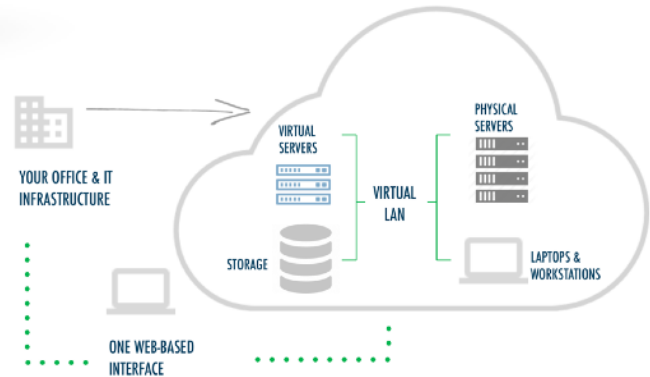 YOUR OFFICE & IT
INFRASTRUCTURE
VIRTUAL
SERVERS
STORAGE
VIRTUAL
LAN
PHYSICAL
SERVERS
LAPTOPS &
WORKSTATIONS
ONE WEB-BASED
INTERFACE